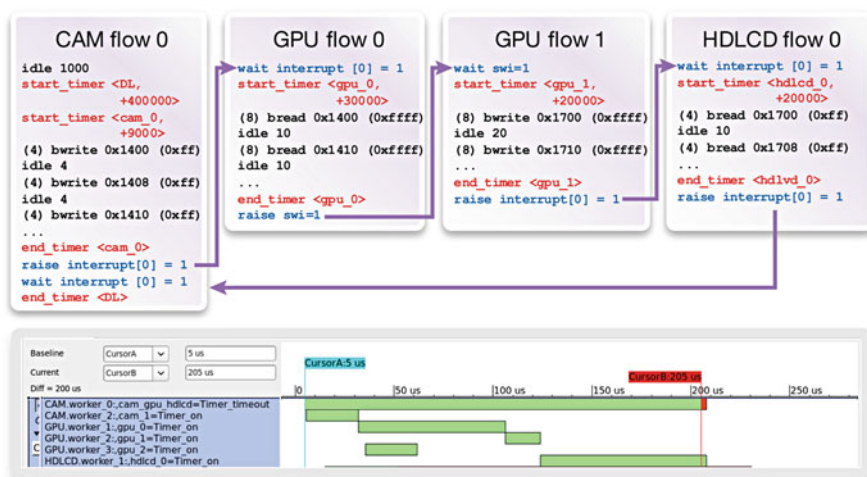 CAM flow 0
idle 1000
start_timer <DL,
+400000>
start_timer <cam_0,
+9000>
(4) bwrite 0x1400 (0xff)
idle 4
(4) bwrite 0x1408 (0xff)
idle 4
(4) bwrite 0x1410 (0xff)
...
end_timer <cam_0>
raise interrupt[0] = 1
wait interrupt [0] = 1
end_timer <DL>
GPU flow 0
wait interrupt [0] = 1
start_timer <gpu_0,
+30000>
(8) bread 0x1400 (0xffff)
idle 10
(8) bread 0x1410 (0xffff)
idle 10
...
end_timer <gpu_0>
raise swi=1
GPU flow 1
wait swi=1
start_timer <gpu_1,
+20000>
(8) bwrite 0x1700 (0xffff)
idle 20
(8) bwrite 0x1710 (0xffff)
...
end_timer <gpu_1>
raise interrupt[0] = 1
HDLCD flow 0
wait interrupt [0] = 1
start_timer <hdlcd_0,
+20000>
(4) bread 0x1700 (0xff)
idle 10
(4) bread 0x1708 (0xff)
...
end_timer <hdlvd_0>
raise interrupt[0] = 1
Baseline CursorA 5 us
Current CursorB 205 us
Diff = 200 us
CursorA:5 us
CursorB:205 us
0 50 us 100 us 150 us 200 us 250 us
CAM.worker_0:,cam_gpu_hdlcd=Timer_timeout
CAM.worker_2:,cam_1=Timer_on
GPU.worker_1:,gpu_0=Timer_on
GPU.worker_2:,gpu_1=Timer_on
GPU.worker_3:,gpu_2=Timer_on
HDLCD.worker_1:,hdlcd_0=Timer_on